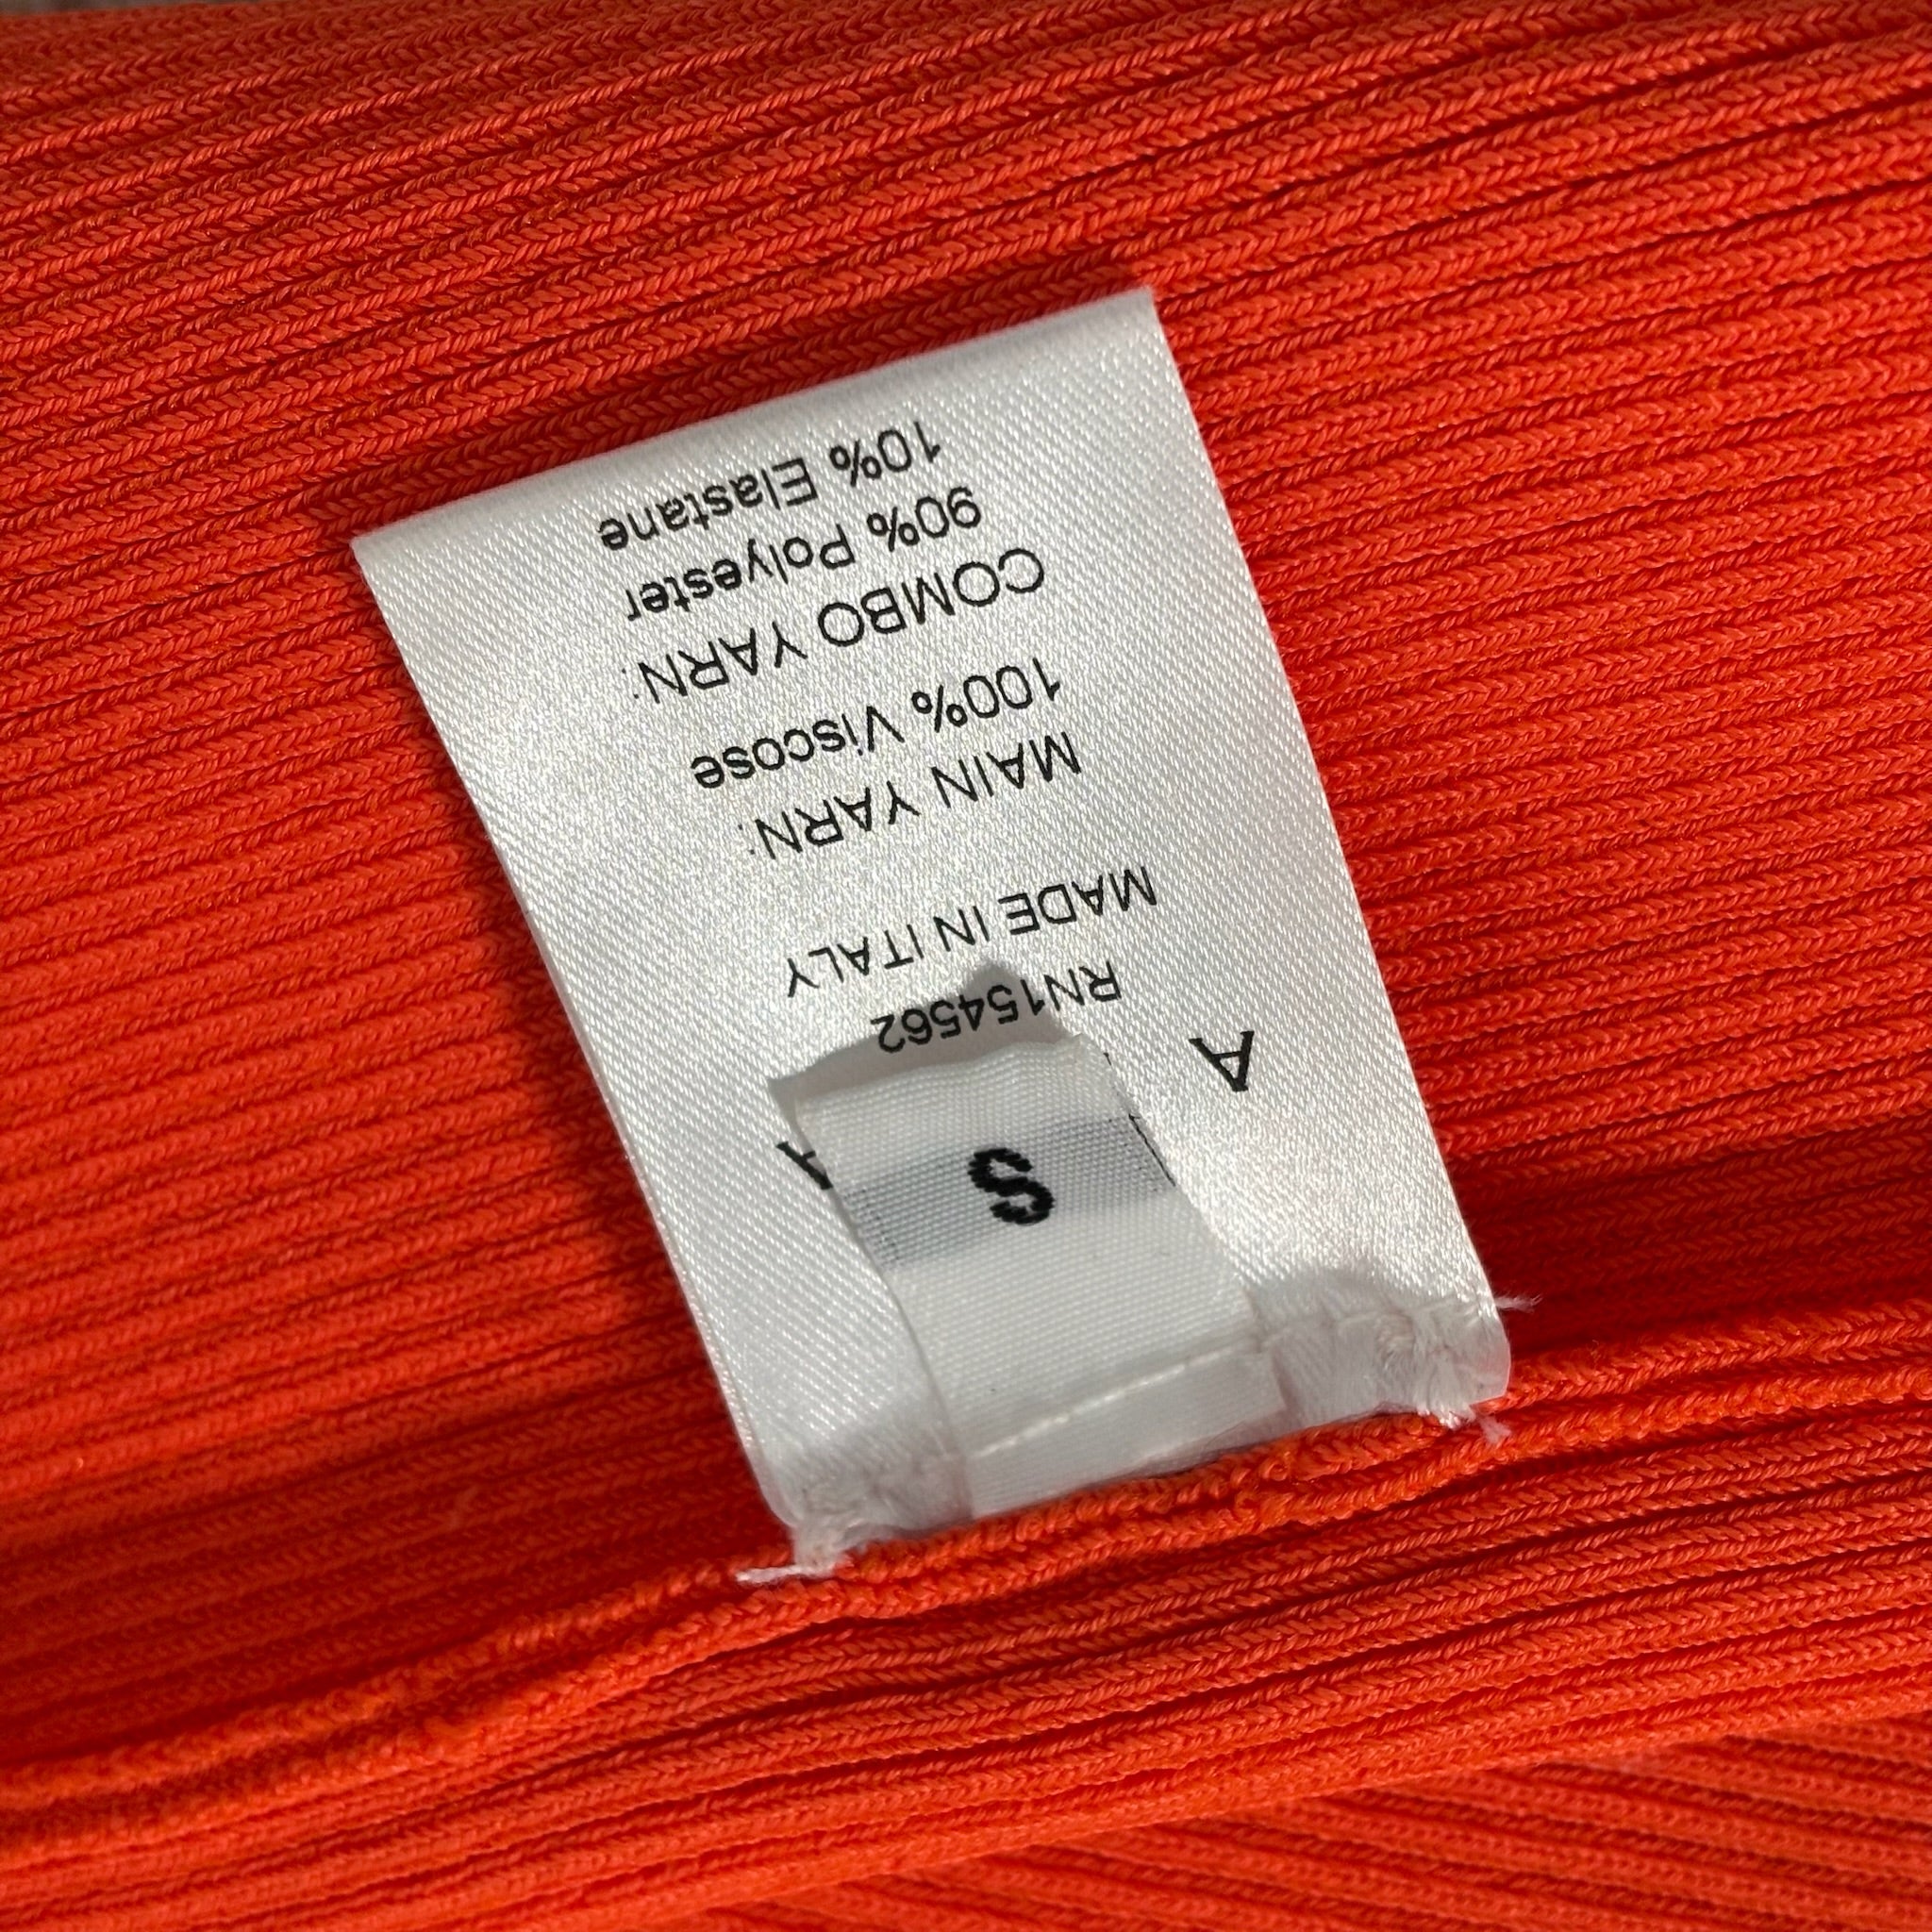 S
RN154562
MADE IN ITALY
MAIN YARN:
100% Viscose
COMBO YARN:
90% Polyester
10% Elastane